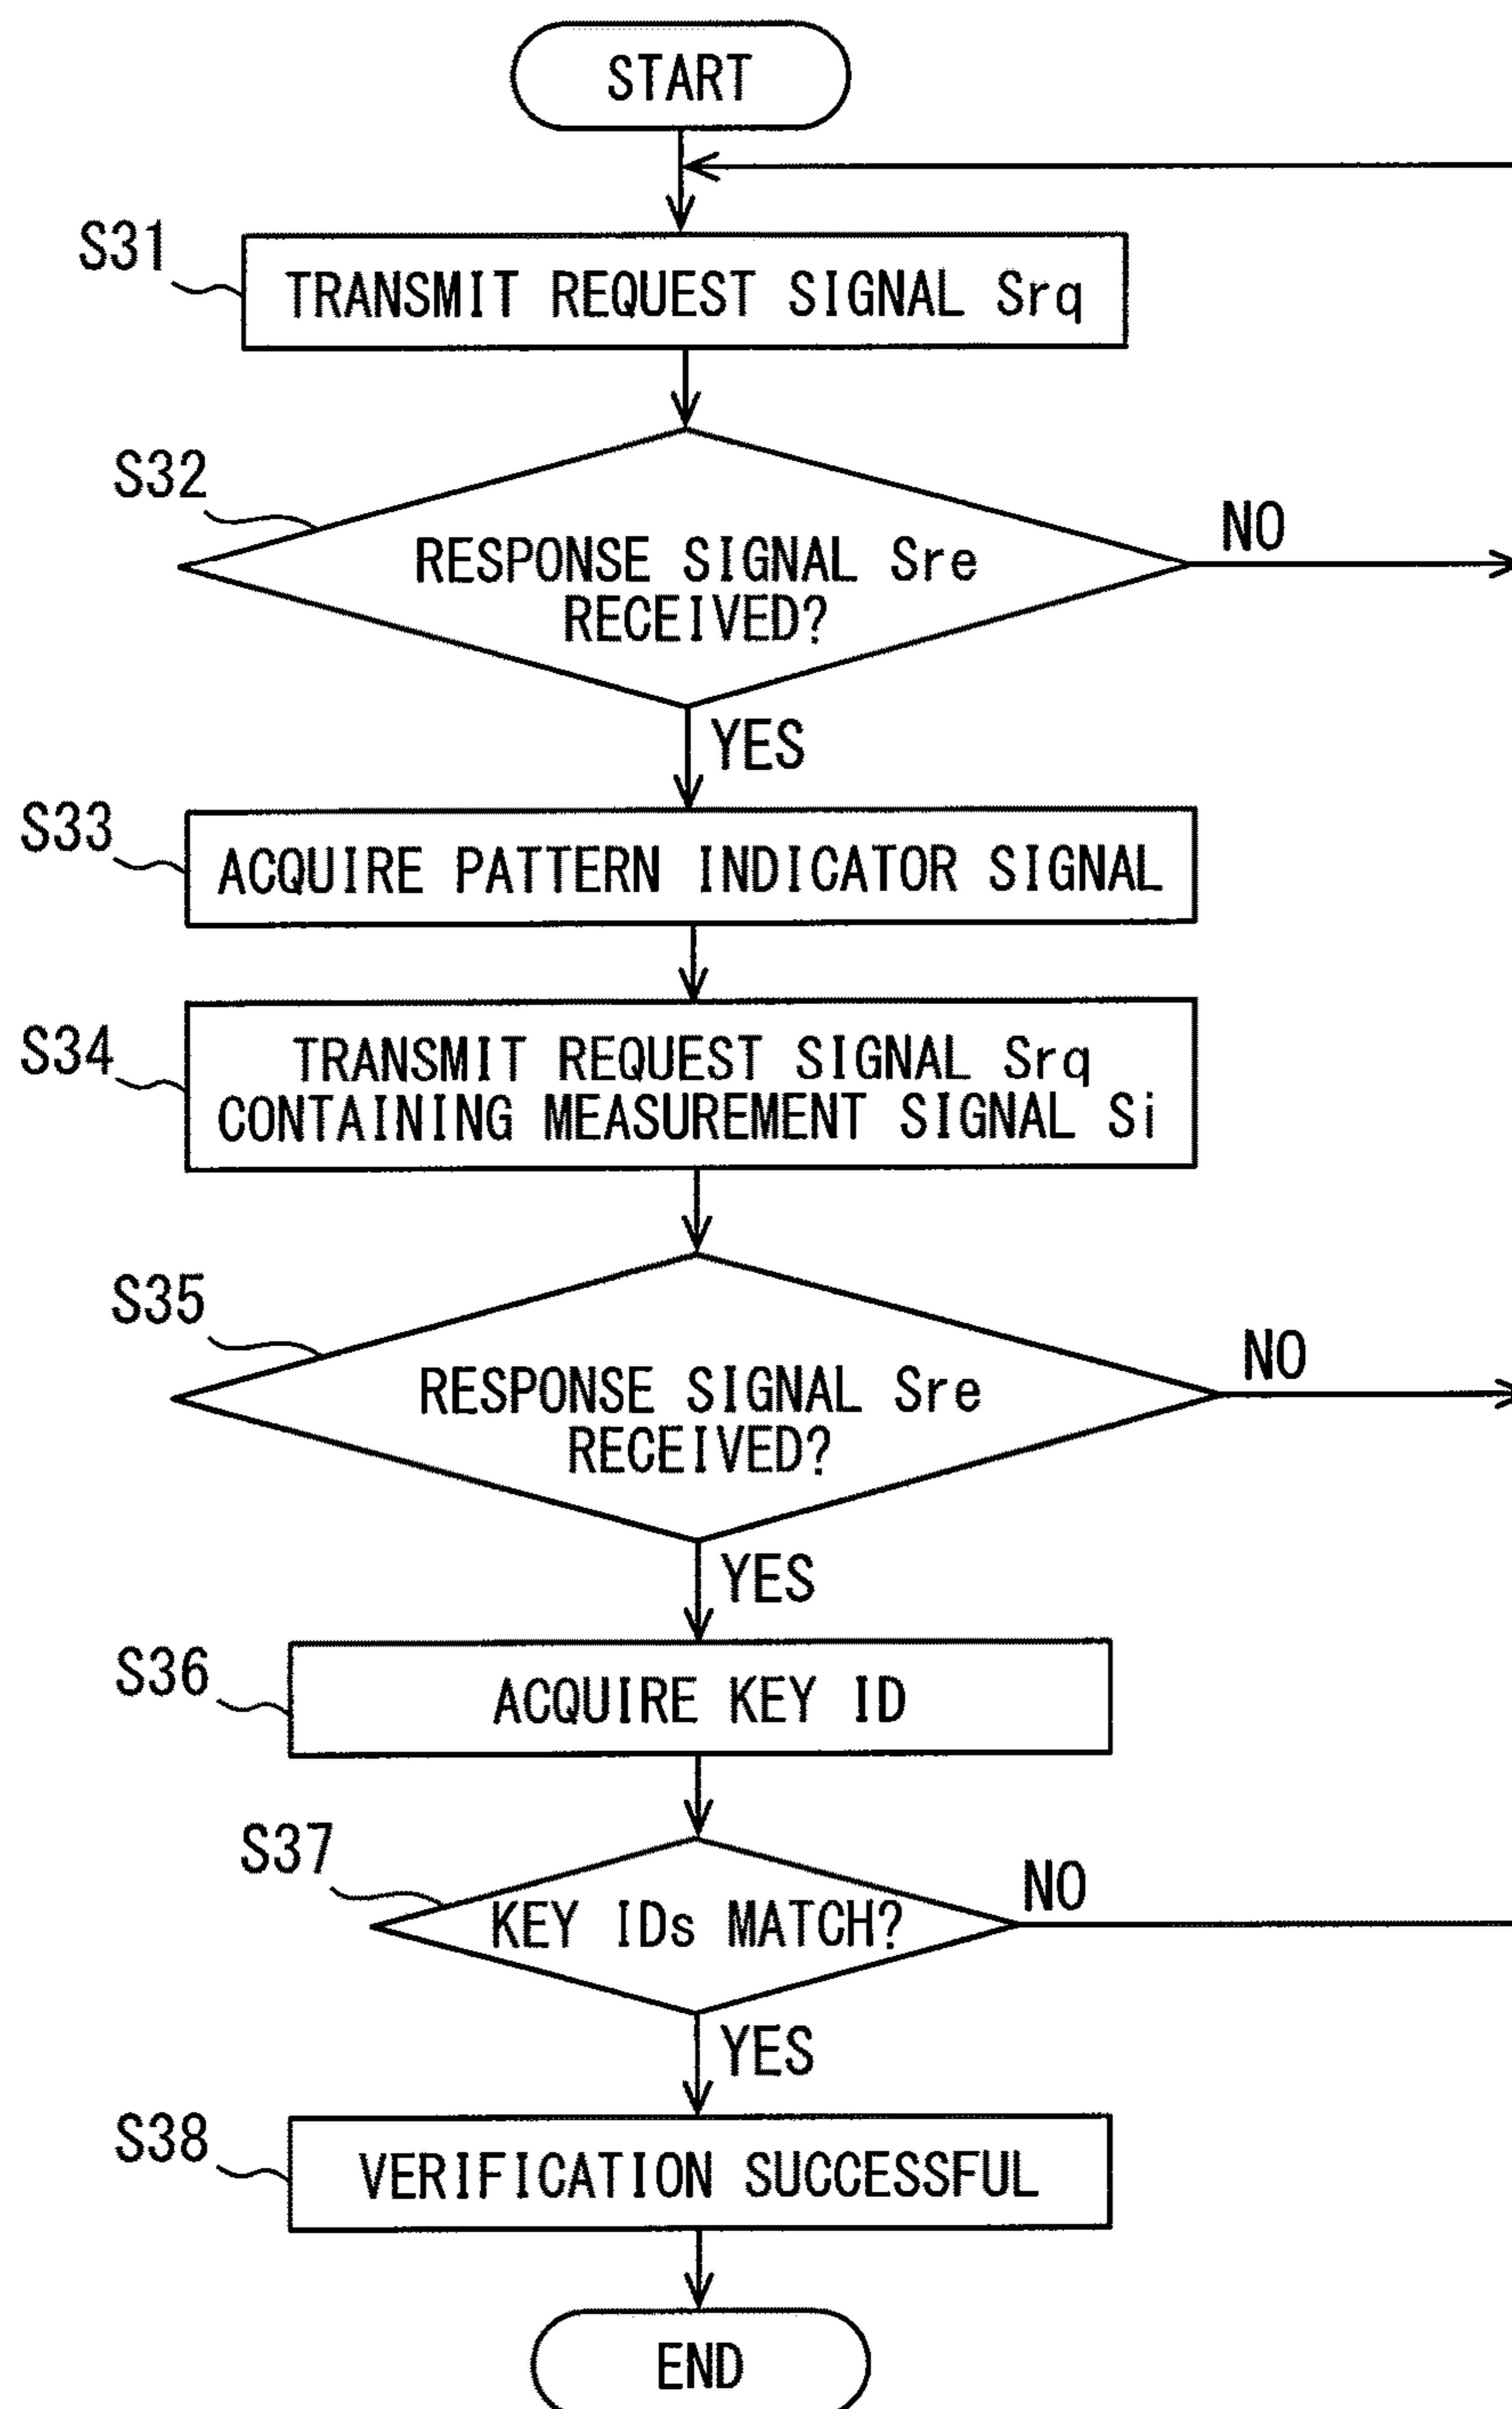 START
S31
TRANSMIT REQUEST SIGNAL Srq
S32
RESPONSE SIGNAL Sre
RECEIVED?
NO
YES
S33
ACQUIRE PATTERN INDICATOR SIGNAL
S34
TRANSMIT REQUEST SIGNAL Srq
CONTAINING MEASUREMENT SIGNAL Si
S35
RESPONSE SIGNAL Sre
RECEIVED?
NO
YES
S36
ACQUIRE KEY ID
S37
KEY IDs MATCH?
NO
YES
S38
VERIFICATION SUCCESSFUL
END